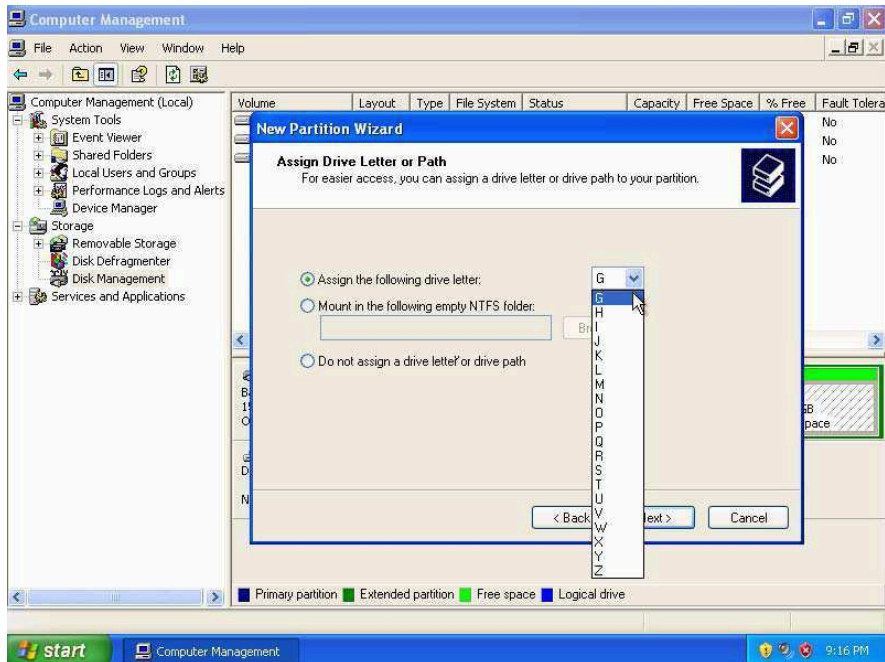 Computer Management
File Action View Window Help
Computer Management (Local)
System Tools
Event Viewer
Shared Folders
Local Users and Groups
Performance Logs and Alerts
Device Manager
Storage
Removable Storage
Disk Defragmenter
Disk Management
Services and Applications
Volume Layout Type File System Status Capacity Free Space % Free Fault Tolera
No
No
No
New Partition Wizard
Assign Drive Letter or Path
For easier access, you can assign a drive letter or drive path to your partition.
Assign the following drive letter: G
Mount in the following empty NTFS folder:
Do not assign a drive letter or drive path
G
H
I
J
K
L
M
N
O
P
Q
R
S
T
U
V
W
X
Y
Z
< Back Next > Cancel
Primary partition Extended partition Free space Logical drive
start Computer Management 9:16 PM